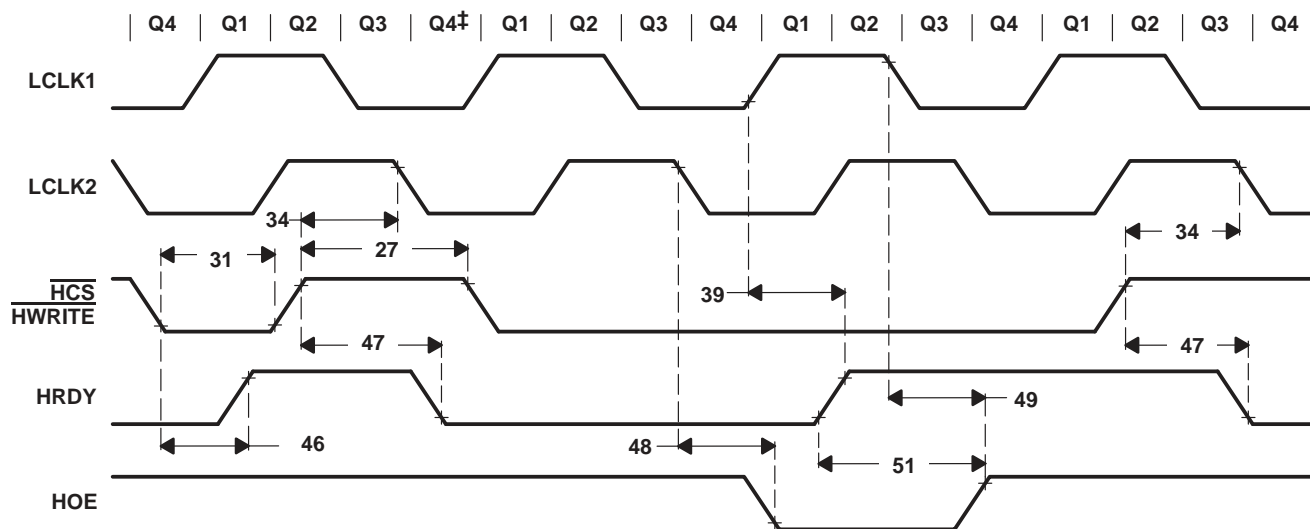 Q4 Q1 Q2 Q3 Q4‡ Q1 Q2 Q3 Q4 Q1 Q2 Q3 Q4 Q1 Q2 Q3 Q4
LCLK1
LCLK2
34
34
31
27
HCS
39
HWRITE
47
47
HRDY
49
46
48
51
HOE